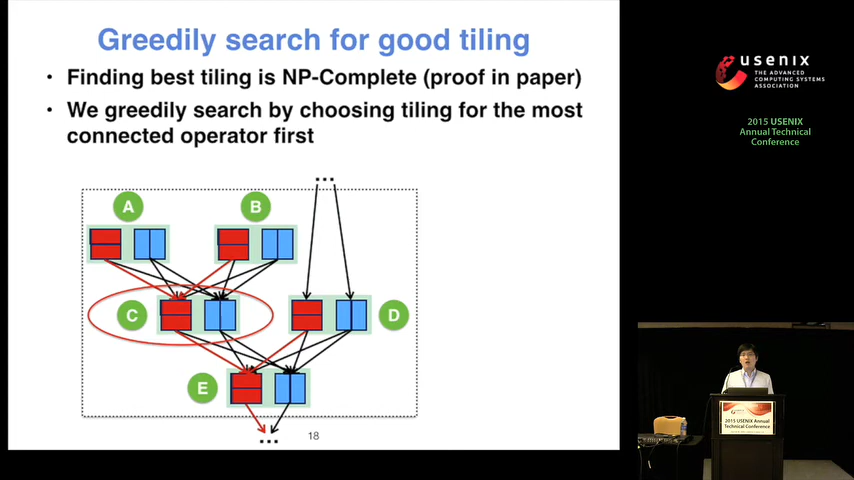 Greedily search for good tiling
• Finding best tiling is NP-Complete (proof in paper)
• We greedily search by choosing tiling for the most
connected operator first
...
A
B
C
D
E
...
18
usenix
THE ADVANCED
COMPUTING SYSTEMS
ASSOCIATION
2015 USENIX
Annual Technical
Conference
2015 USENIX Annual
Technical Conference